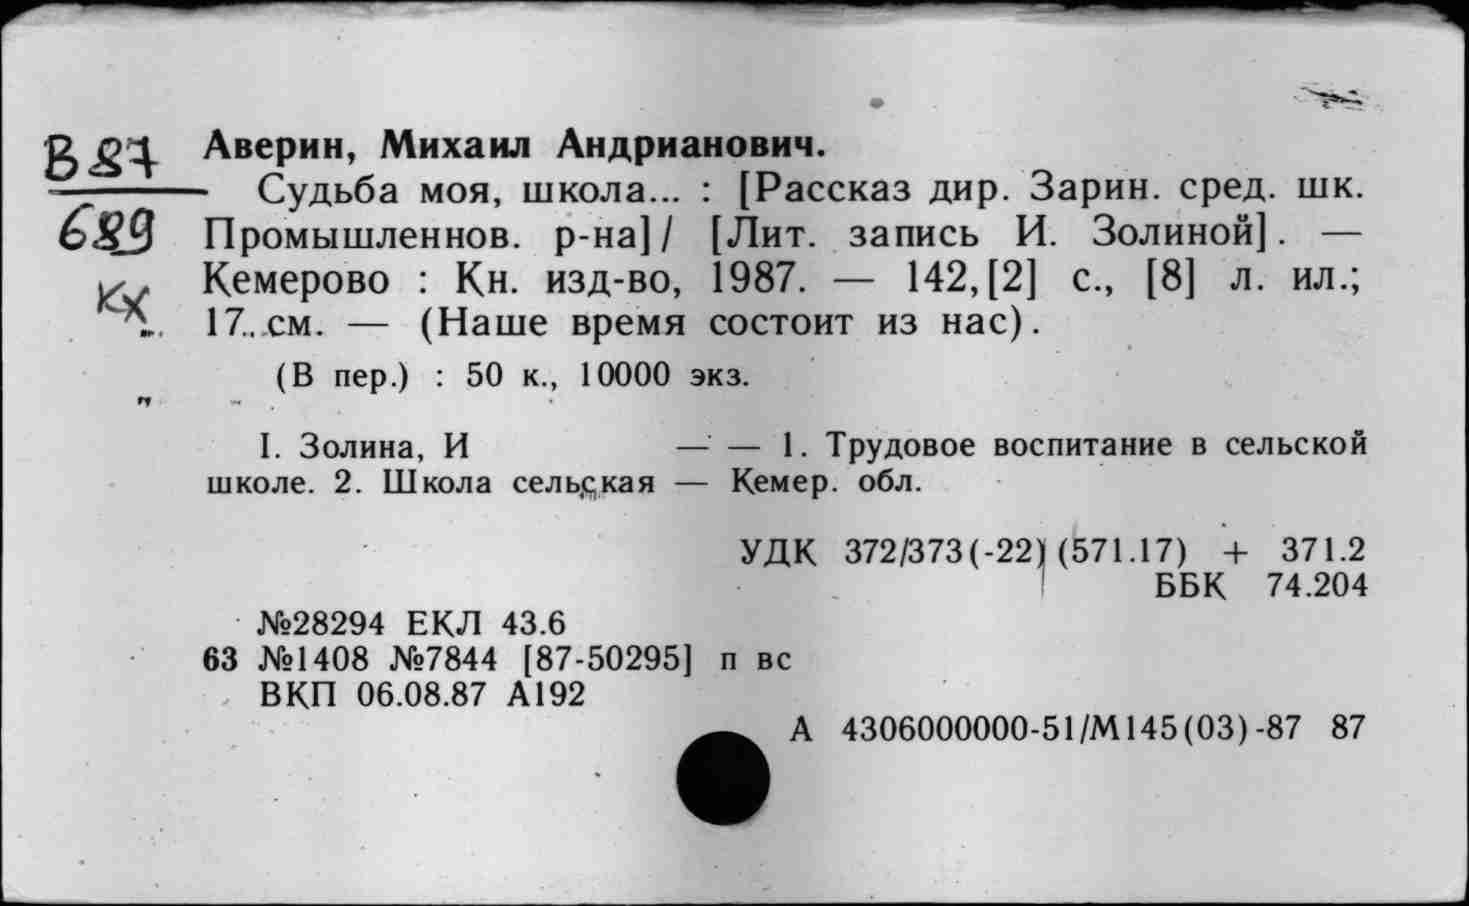 В 87
689
кх
Аверин, Михаил Андрианович.
Судьба моя, школа... : [Рассказ дир. Зарин. сред. шк.
Промышленнов. р-на] / [Лит. запись И. Золиной]. —
Кемерово : Кн. изд-во, 1987. — 142,[2] с., [8] л. ил.;
17 см. — (Наше время состоит из нас).
(В пер.) : 50 к., 10000 экз.
I. Золина, И — — 1. Трудовое воспитание в сельской
школе. 2. Школа сельская — Кемер. обл.
УДК 372/373(-22)(571.17) + 371.2
ББК 74.204
№28294 ЕКЛ 43.6
63 №1408 №7844 [87-50295] п вс
ВКП 06.08.87 А192
А 4306000000-51/М145(03)-87 87